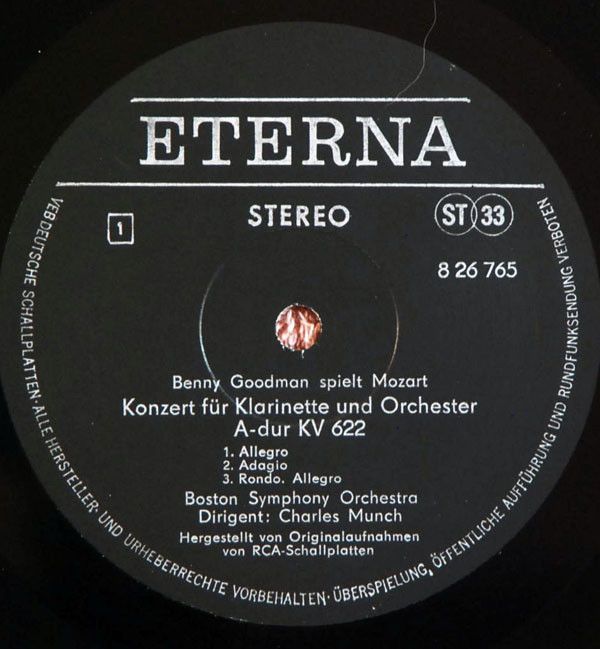 ETERNA
STEREO
ST 33
1
8 26 765
Benny Goodman spielt Mozart
Konzert für Klarinette und Orchester
A-dur KV 622
1. Allegro
2. Adagio
3. Rondo. Allegro
Boston Symphony Orchestra
Dirigent: Charles Munch
Hergestellt von Originalaufnahmen
von RCA-Schallplatten
VEB DEUTSCHE SCHALLPLATTEN · ALLE HERSTELLER- UND URHEBERRECHTE VORBEHALTEN · ÜBERSPIELUNG, ÖFFENTLICHE AUFFÜHRUNG UND RUNDFUNKSENDUNG VERBOTEN